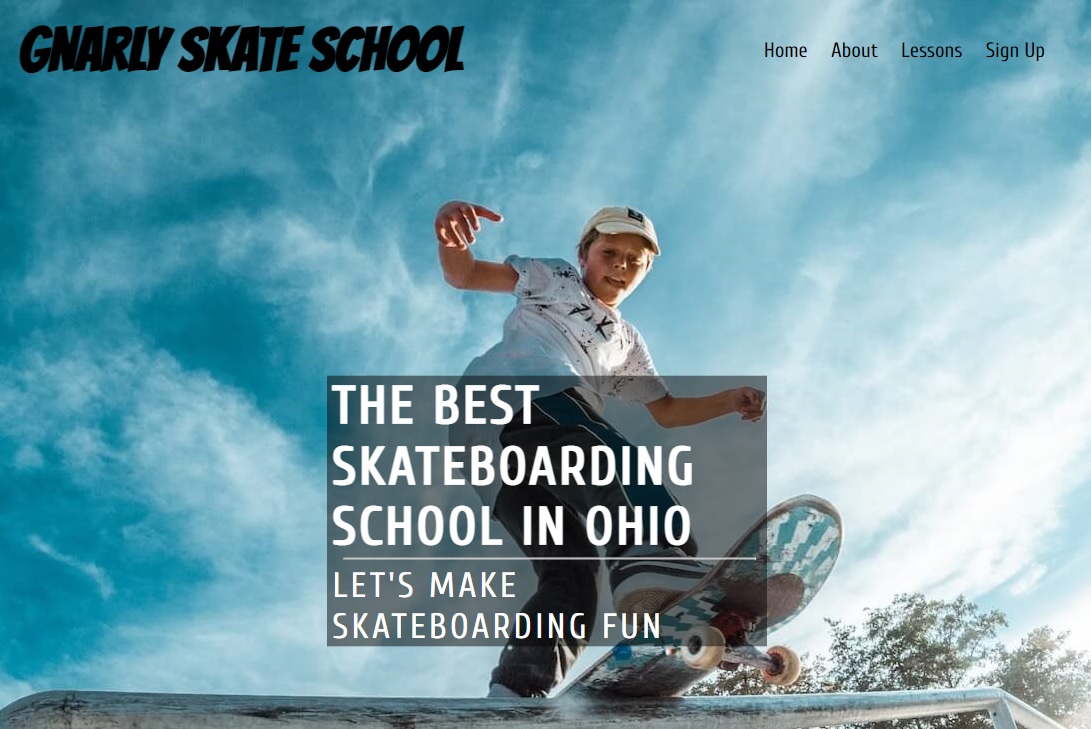 GNARLY SKATE SCHOOL
Home About Lessons Sign Up
THE BEST
SKATEBOARDING
SCHOOL IN OHIO
LET'S MAKE
SKATEBOARDING FUN